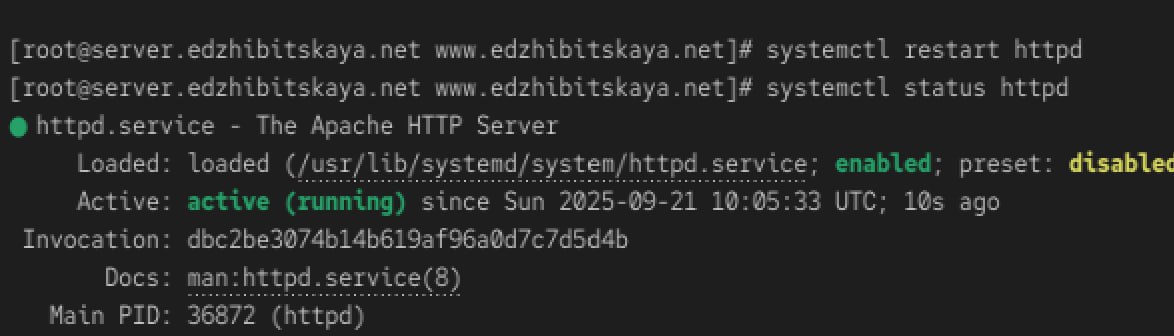 [root@server.edzhibitskaya.net www.edzhibitskaya.net]# systemctl restart httpd
[root@server.edzhibitskaya.net www.edzhibitskaya.net]# systemctl status httpd
● httpd.service - The Apache HTTP Server
Loaded: loaded (/usr/lib/systemd/system/httpd.service; enabled; preset: disabled
Active: active (running) since Sun 2025-09-21 10:05:33 UTC; 10s ago
Invocation: dbc2be3074b14b619af96a0d7c7d5d4b
Docs: man:httpd.service(8)
Main PID: 36872 (httpd)